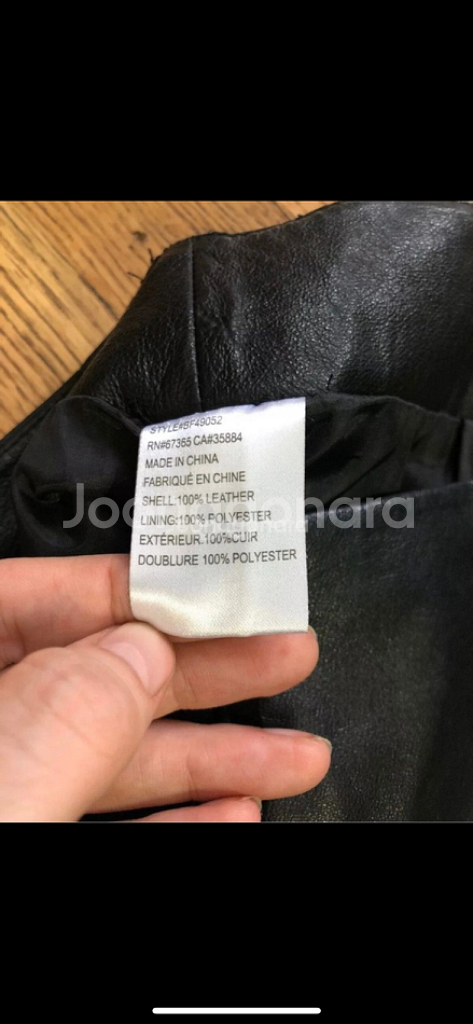 STYLE#BF49052
RN#67365 CA#35884
MADE IN CHINA
FABRIQUÉ EN CHINE
SHELL:100% LEATHER
LINING:100% POLYESTER
EXTÉRIEUR:100%CUIR
DOUBLURE 100% POLYESTER